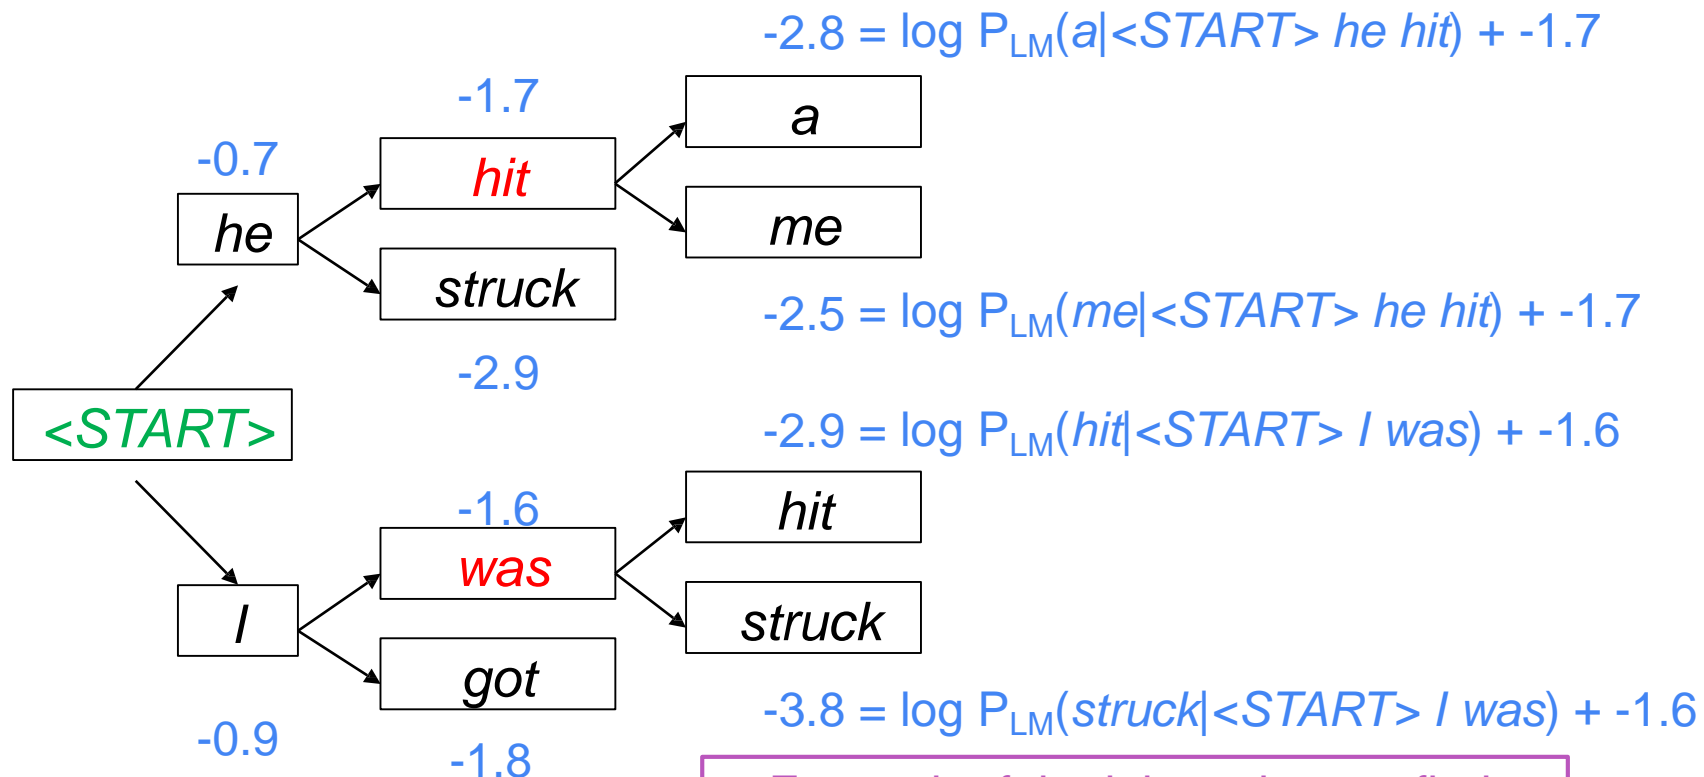 -2.8 = log P_LM(a|<START> he hit) + -1.7
-1.7
a
-0.7
hit
he
me
struck
-2.5 = log P_LM(me|<START> he hit) + -1.7
-2.9
<START>
-2.9 = log P_LM(hit|<START> I was) + -1.6
-1.6
hit
was
I
struck
got
-3.8 = log P_LM(struck|<START> I was) + -1.6
-0.9
-1.8